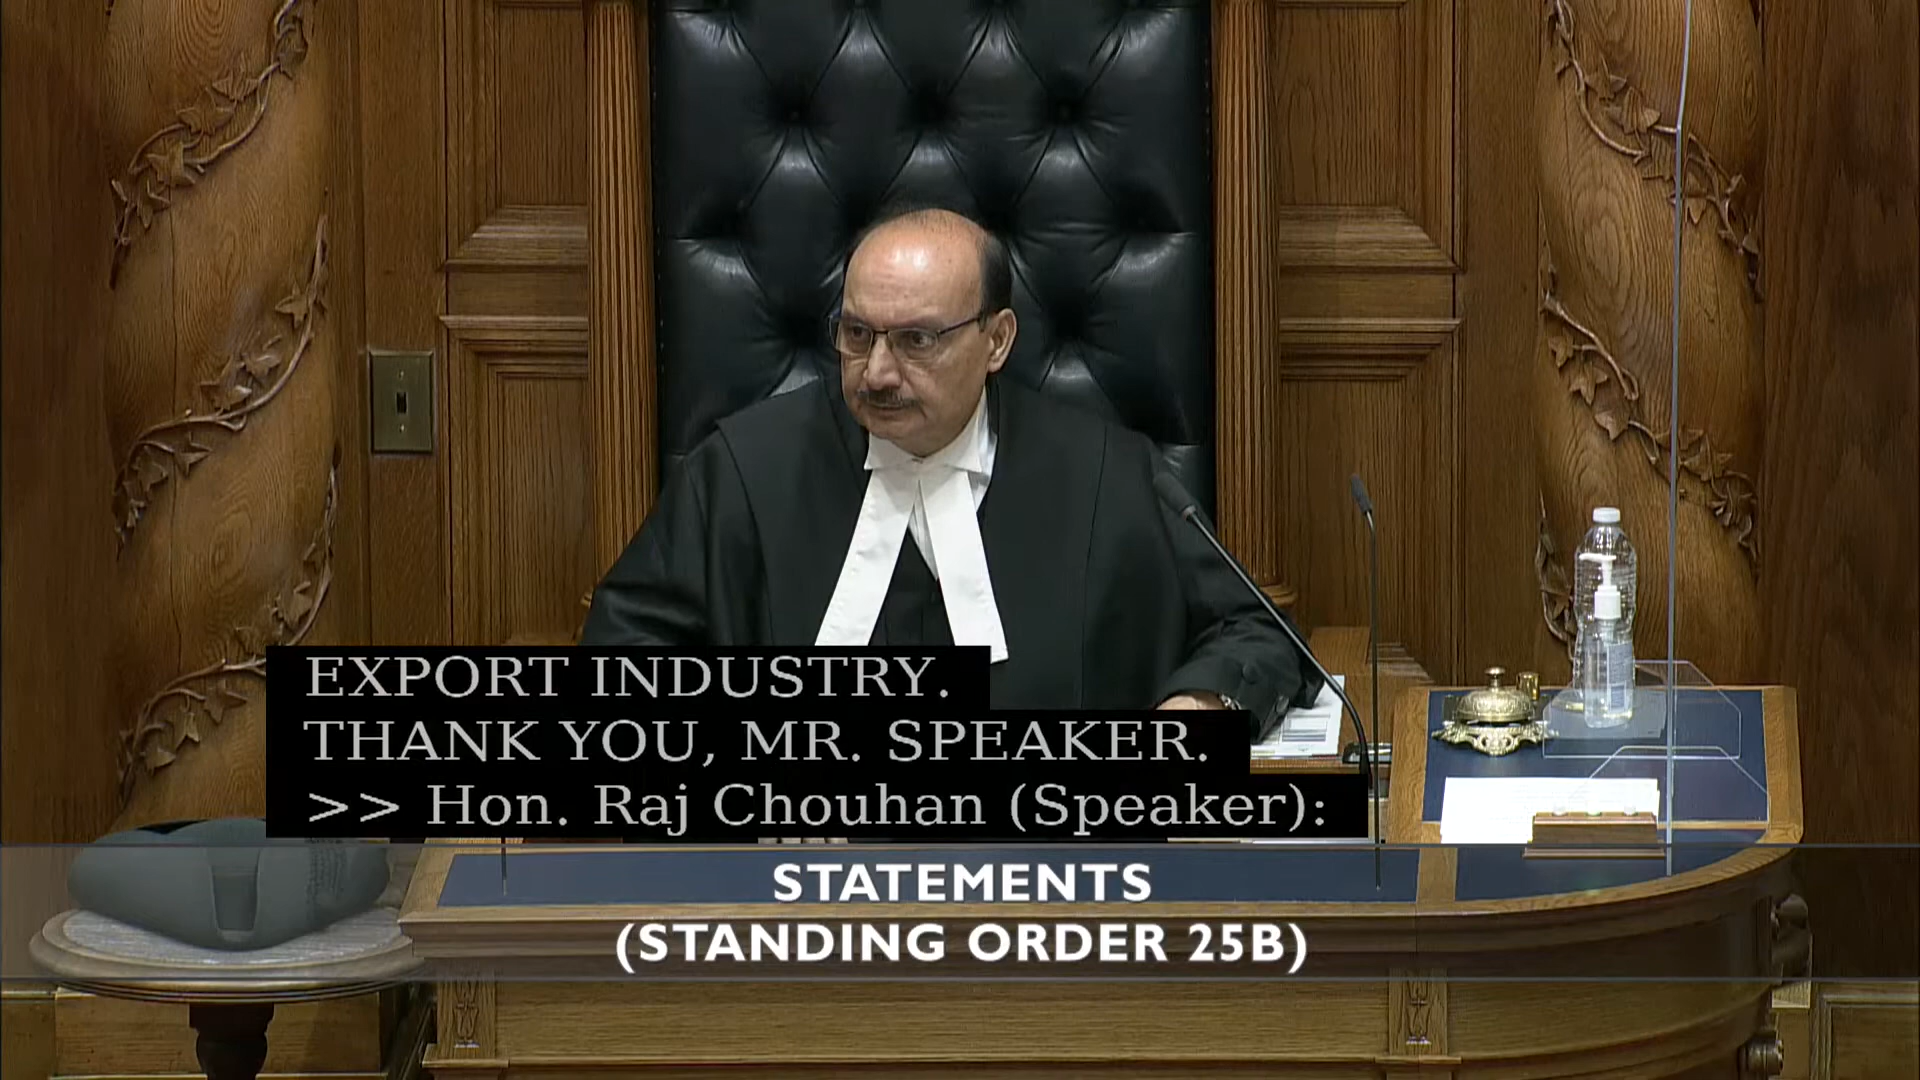 EXPORT INDUSTRY.
THANK YOU, MR. SPEAKER.
>> Hon. Raj Chouhan (Speaker):
STATEMENTS
(STANDING ORDER 25B)